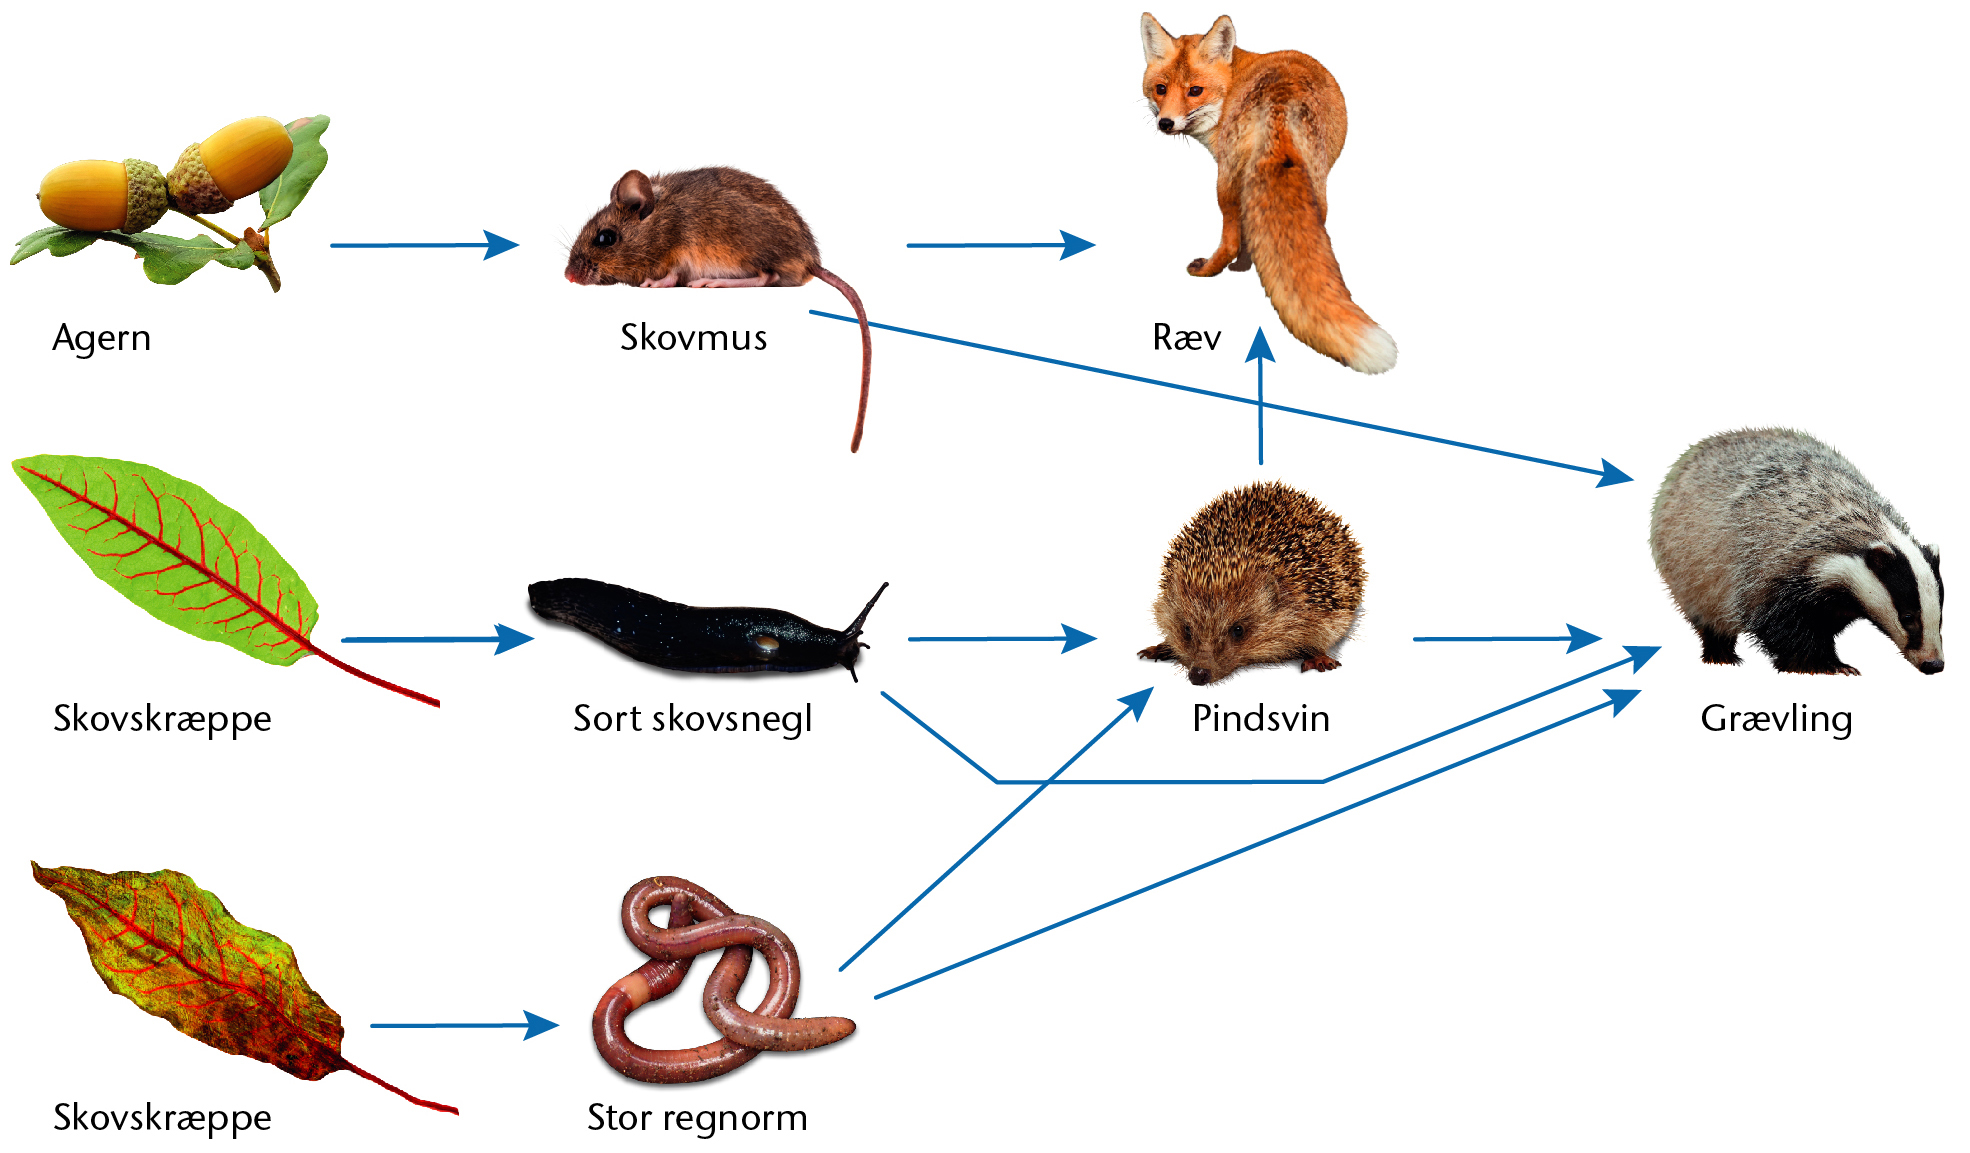 Agern
Skovmus
Ræv
Skovskræppe
Sort skovsnegl
Pindsvin
Grævling
Skovskræppe
Stor regnorm